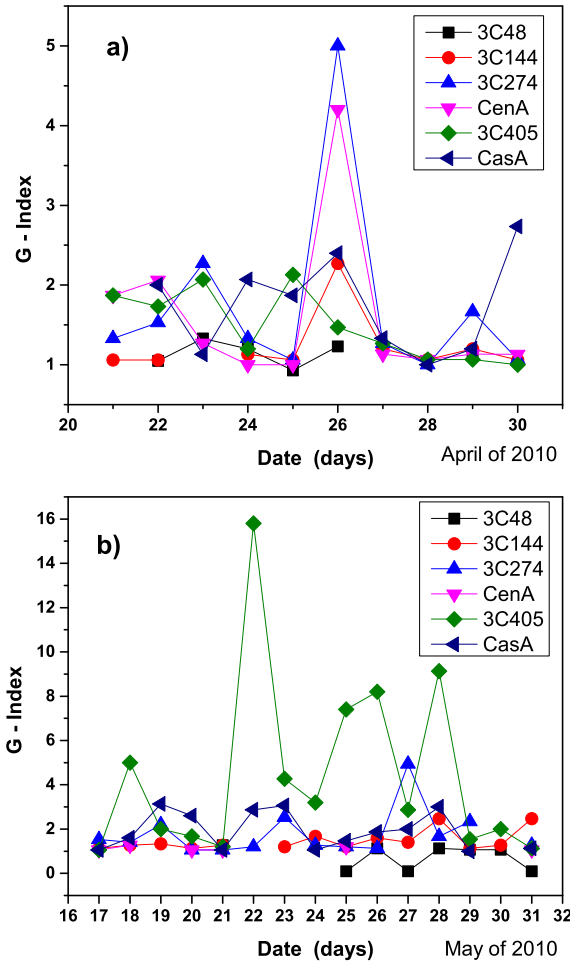 a)
3C48
3C144
3C274
CenA
3C405
CasA
G - Index
5
4
3
2
1
20 22 24 26 28 30
Date (days)
April of 2010
b)
3C48
3C144
3C274
CenA
3C405
CasA
G - Index
16
14
12
10
8
6
4
2
0
16 17 18 19 20 21 22 23 24 25 26 27 28 29 30 31 32
Date (days)
May of 2010